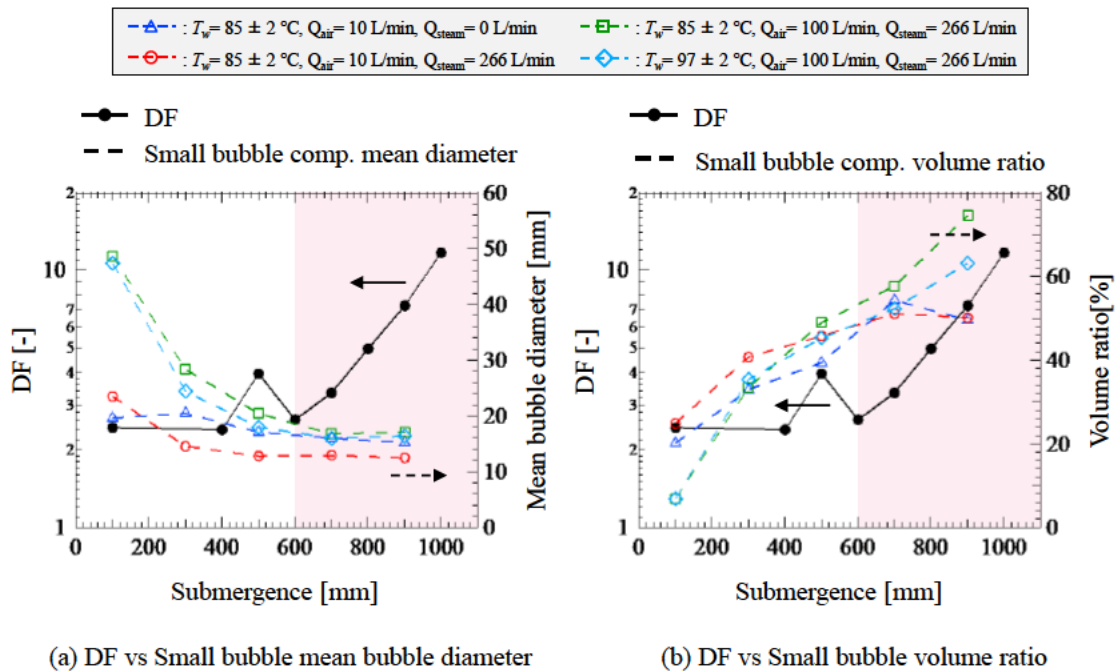 : Tw= 85 ± 2 ℃, Qair= 10 L/min, Qsteam= 0 L/min
: Tw= 85 ± 2 ℃, Qair= 100 L/min, Qsteam= 266 L/min
: Tw= 85 ± 2 ℃, Qair= 10 L/min, Qsteam= 266 L/min
: Tw= 97 ± 2 ℃, Qair= 100 L/min, Qsteam= 266 L/min
DF
Small bubble comp. mean diameter
DF
Small bubble comp. volume ratio
2
10
7
6
5
4
3
2
1
DF [-]
60
50
40
30
20
10
0
Mean bubble diameter [mm]
0 200 400 600 800 1000
Submergence [mm]
2
10
7
6
5
4
3
2
1
DF [-]
80
60
40
20
0
Volume ratio[%]
0 200 400 600 800 1000
Submergence [mm]
(a) DF vs Small bubble mean bubble diameter
(b) DF vs Small bubble volume ratio